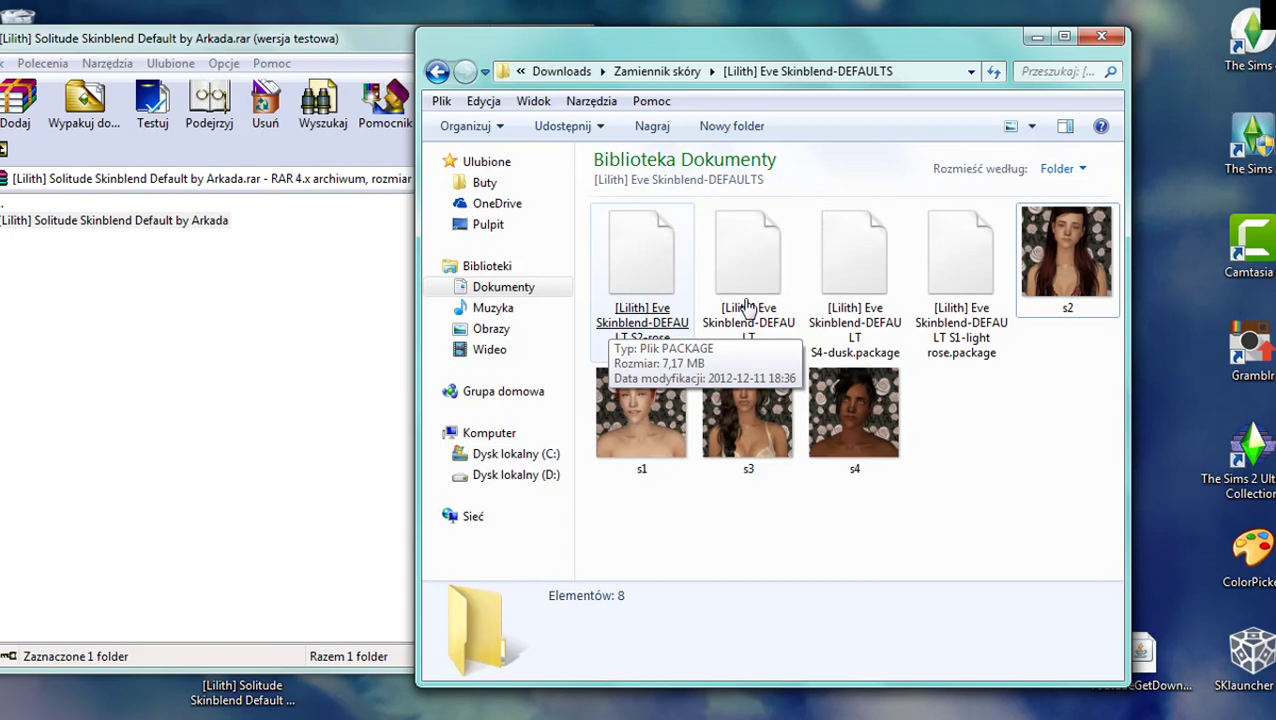 [Lilith] Solitude Skinblend Default by Arkada.rar (wersja testowa)
Polecenia Narzędzia Ulubione Opcje Pomoc
Dodaj Wypakuj do... Testuj Podejrzyj Usuń Wyszukaj Pomocnik
[Lilith] Solitude Skinblend Default by Arkada.rar - RAR 4.x archiwum, rozmiar
..
[Lilith] Solitude Skinblend Default by Arkada
Zaznaczone 1 folder
Razem 1 folder
[Lilith] Solitude
Skinblend Default ...
« Downloads Zamiennik skóry [Lilith] Eve Skinblend-DEFAULTS
Przeszukaj: [...
Plik Edycja Widok Narzędzia Pomoc
Organizuj Udostępnij Nagraj Nowy folder
Ulubione
Buty
OneDrive
Pulpit
Biblioteki
Dokumenty
Muzyka
Obrazy
Wideo
Grupa domowa
Komputer
Dysk lokalny (C:)
Dysk lokalny (D:)
Sieć
Biblioteka Dokumenty
[Lilith] Eve Skinblend-DEFAULTS
Rozmieść według: Folder
[Lilith] Eve
Skinblend-DEFAU
LT S2-rose
[Lilith] Eve
Skinblend-DEFAU
LT
[Lilith] Eve
Skinblend-DEFAU
LT
S4-dusk.package
[Lilith] Eve
Skinblend-DEFAU
LT S1-light
rose.package
s2
Typ: Plik PACKAGE
Rozmiar: 7,17 MB
Data modyfikacji: 2012-12-11 18:36
s1
s3
s4
Elementów: 8
The Sims
The Sims
Camtasia
Gramblr
The Sims 2 Ult
Collection
ColorPicke
SKlauncher